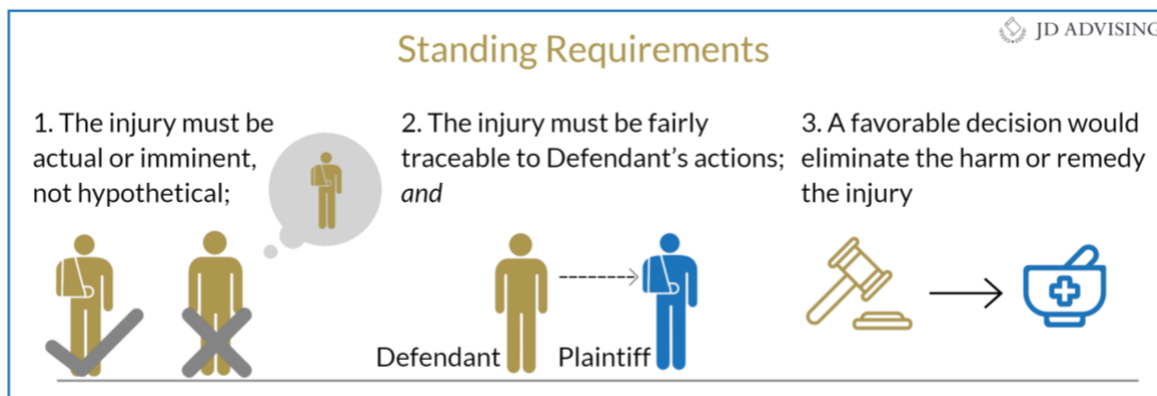 JD ADVISING
Standing Requirements
1. The injury must be
actual or imminent,
not hypothetical;
2. The injury must be fairly
traceable to Defendant's actions;
and
3. A favorable decision would
eliminate the harm or remedy
the injury
Defendant
Plaintiff